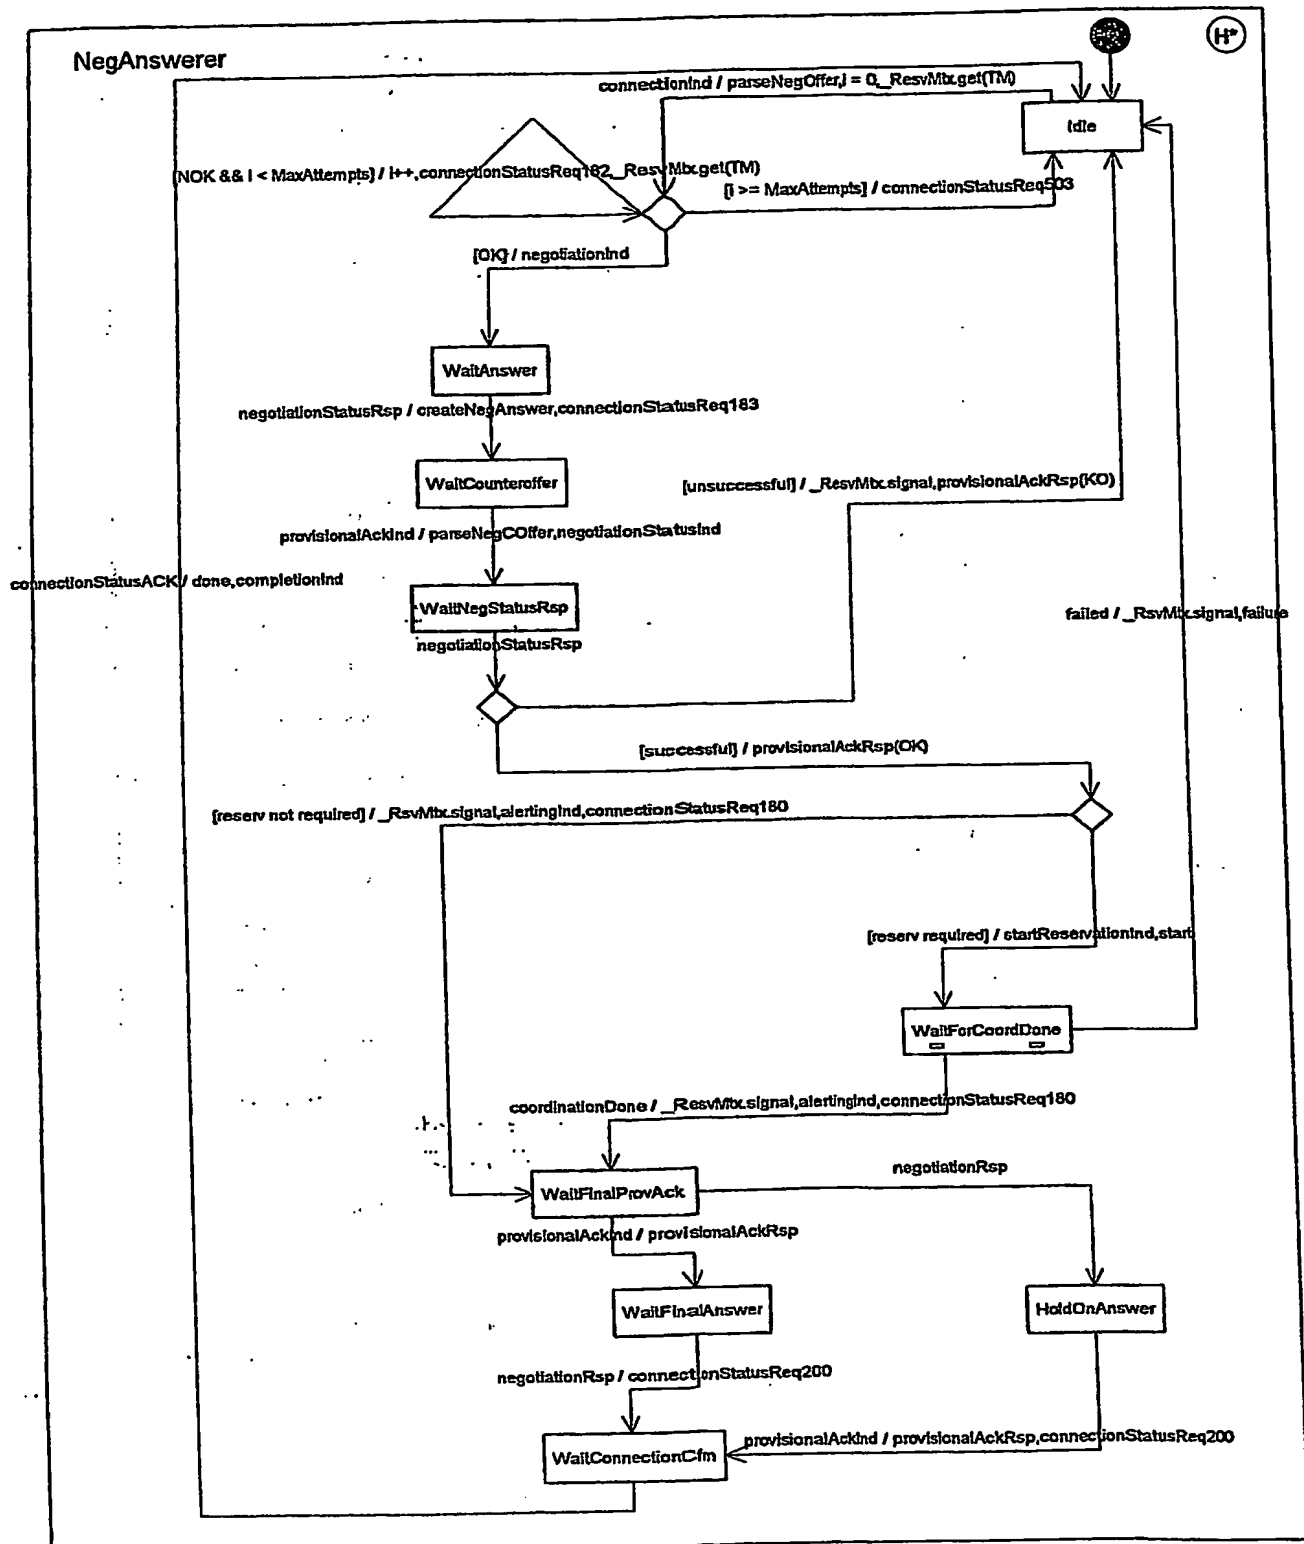 NegAnswerer
H*
connectionInd / parseNegOffer,i = 0,_ResvMtx.get(TM)
Idle
[NOK && i < MaxAttempts] / i++,connectionStatusReq182,_ResvMtx.get(TM)
[i >= MaxAttempts] / connectionStatusReq503
[OK] / negotiationInd
WaitAnswer
negotiationStatusRsp / createNegAnswer,connectionStatusReq183
WaitCounteroffer
[unsuccessful] / _ResvMtx.signal,provisionalAckRsp(KO)
provisionalAckInd / parseNegCOffer,negotiationStatusInd
connectionStatusACK / done,completionInd
WaitNegStatusRsp
failed / _RsvMtx.signal,failure
negotiationStatusRsp
[successful] / provisionalAckRsp(OK)
[reserv not required] / _RsvMtx.signal,alertingInd,connectionStatusReq180
[reserv required] / startReservationInd,start
WaitForCoordDone
coordinationDone / _ResvMtx.signal,alertingInd,connectionStatusReq180
negotiationRsp
WaitFinalProvAck
provisionalAckInd / provisionalAckRsp
WaitFinalAnswer
HoldOnAnswer
negotiationRsp / connectionStatusReq200
provisionalAckInd / provisionalAckRsp,connectionStatusReq200
WaitConnectionCfm